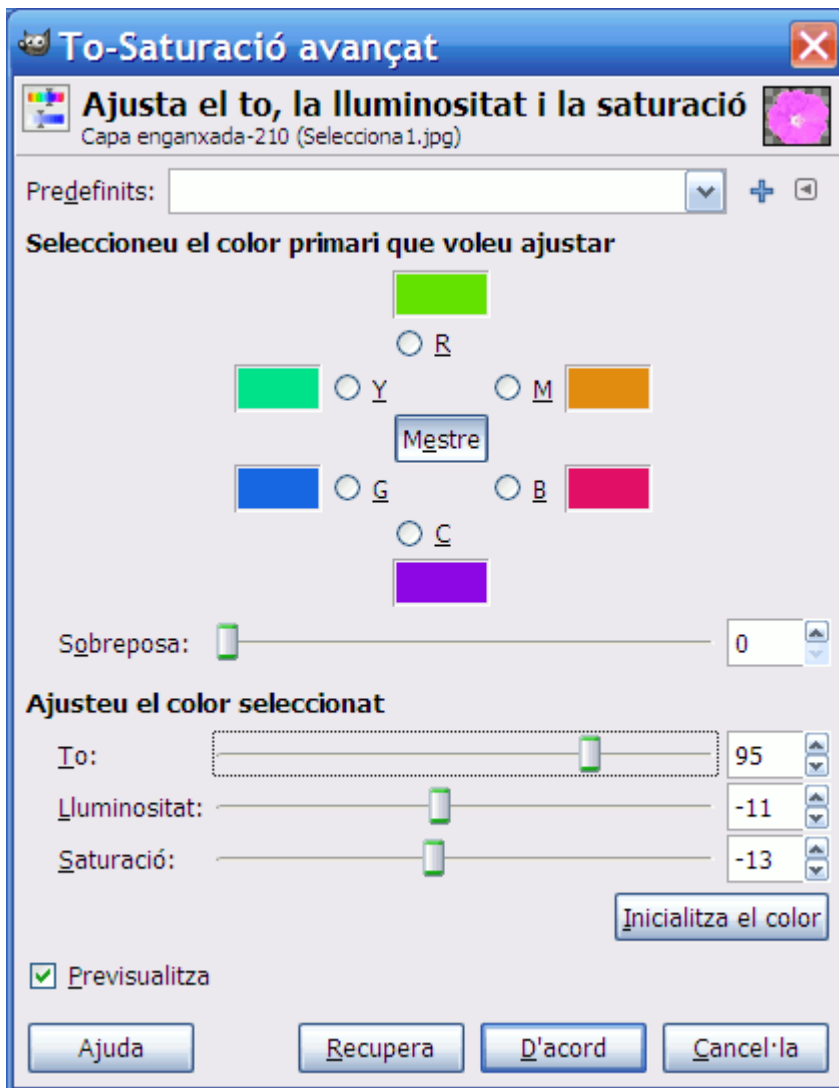 To-Saturació avançat
Ajusta el to, la lluminositat i la saturació
Capa enganxada-210 (Selecciona1.jpg)
Predefinits:
Seleccioneu el color primari que voleu ajustar
R
Y M
Mestre
G B
C
Sobreposa: 0
Ajusteu el color seleccionat
To: 95
Lluminositat: -11
Saturació: -13
Inicialitza el color
Previsualitza
Ajuda Recupera D'acord Cancel·la